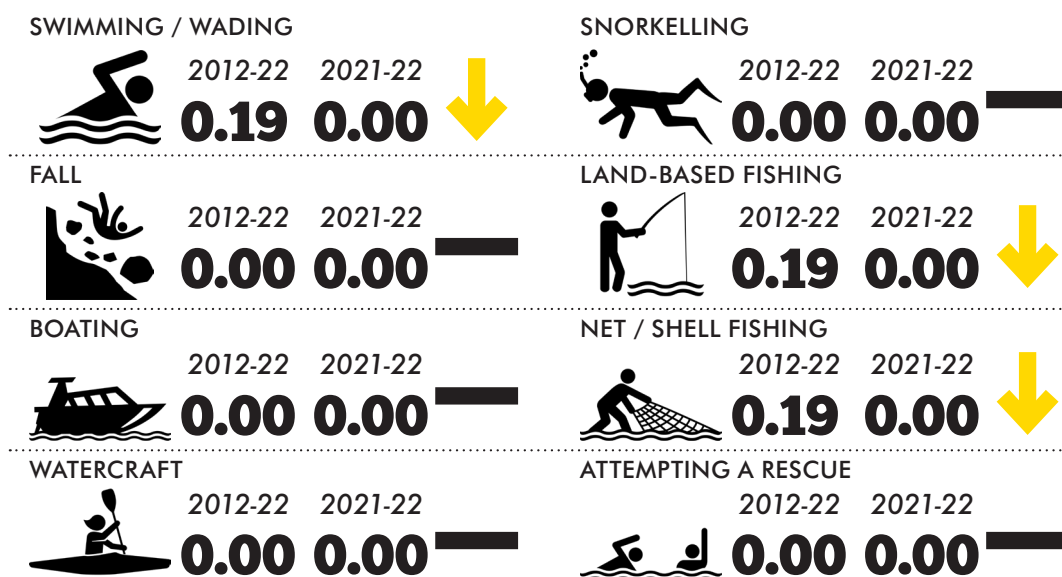 SWIMMING / WADING
2012-22 2021-22
0.19 0.00
SNORKELLING
2012-22 2021-22
0.00 0.00
FALL
2012-22 2021-22
0.00 0.00
LAND-BASED FISHING
2012-22 2021-22
0.19 0.00
BOATING
2012-22 2021-22
0.00 0.00
NET / SHELL FISHING
2012-22 2021-22
0.19 0.00
WATERCRAFT
2012-22 2021-22
0.00 0.00
ATTEMPTING A RESCUE
2012-22 2021-22
0.00 0.00